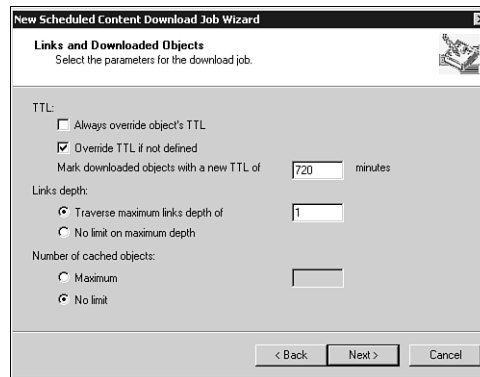 New Scheduled Content Download Job Wizard
Links and Downloaded Objects
Select the parameters for the download job.
TTL:
Always override object's TTL
Override TTL if not defined
Mark downloaded objects with a new TTL of 720 minutes
Links depth:
Traverse maximum links depth of 1
No limit on maximum depth
Number of cached objects:
Maximum
No limit
< Back Next > Cancel